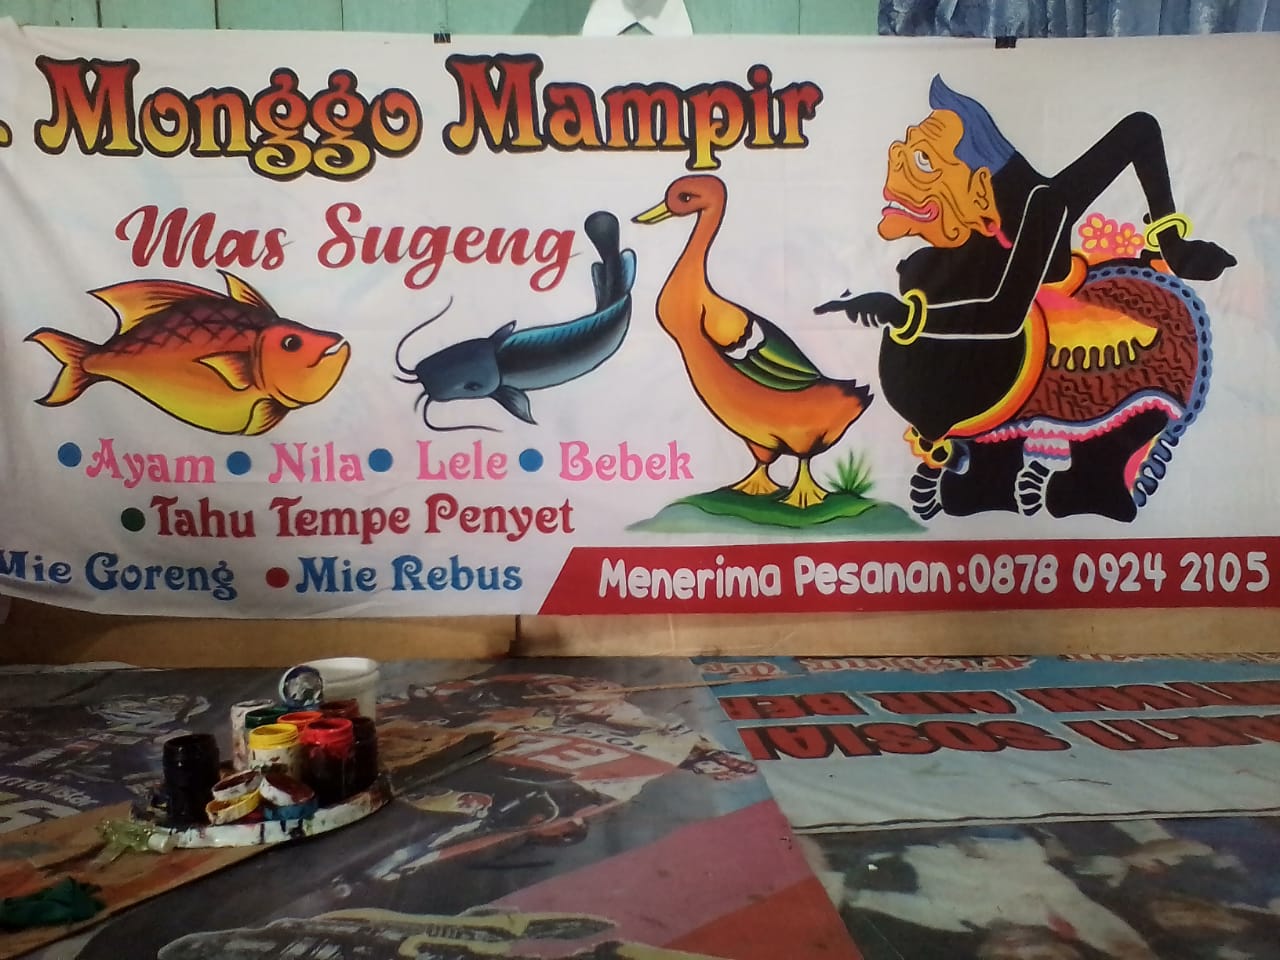 Monggo Mampir
Mas Sugeng
• Ayam • Nila • Lele • Bebek
• Tahu Tempe Penyet
Mie Goreng • Mie Rebus
Menerima Pesanan : 0878 0924 2105